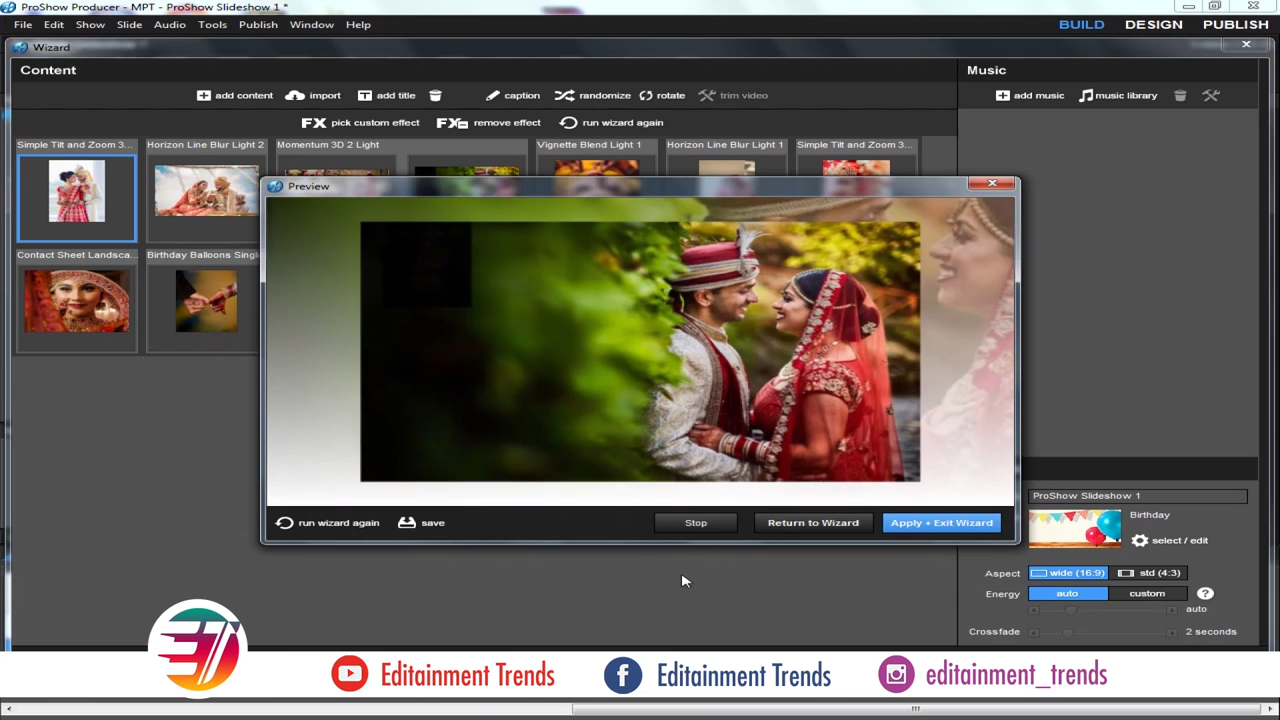 ProShow Producer - MPT - ProShow Slideshow 1 *
File Edit Show Slide Audio Tools Publish Window Help
BUILD DESIGN PUBLISH
Wizard
Content
Music
add content import add title caption randomize rotate trim video
add music music library
FX pick custom effect FX remove effect run wizard again
Simple Tilt and Zoom 3... Horizon Line Blur Light 2 Momentum 3D 2 Light Vignette Blend Light 1 Horizon Line Blur Light 1 Simple Tilt and Zoom 3...
Preview
Contact Sheet Landsca... Birthday Balloons Singl
ProShow Slideshow 1
Birthday
select / edit
run wizard again save Stop Return to Wizard Apply + Exit Wizard
Aspect wide (16:9) std (4:3)
Energy auto custom ?
auto
Crossfade 2 seconds
Editainment Trends Editainment Trends editainment_trends